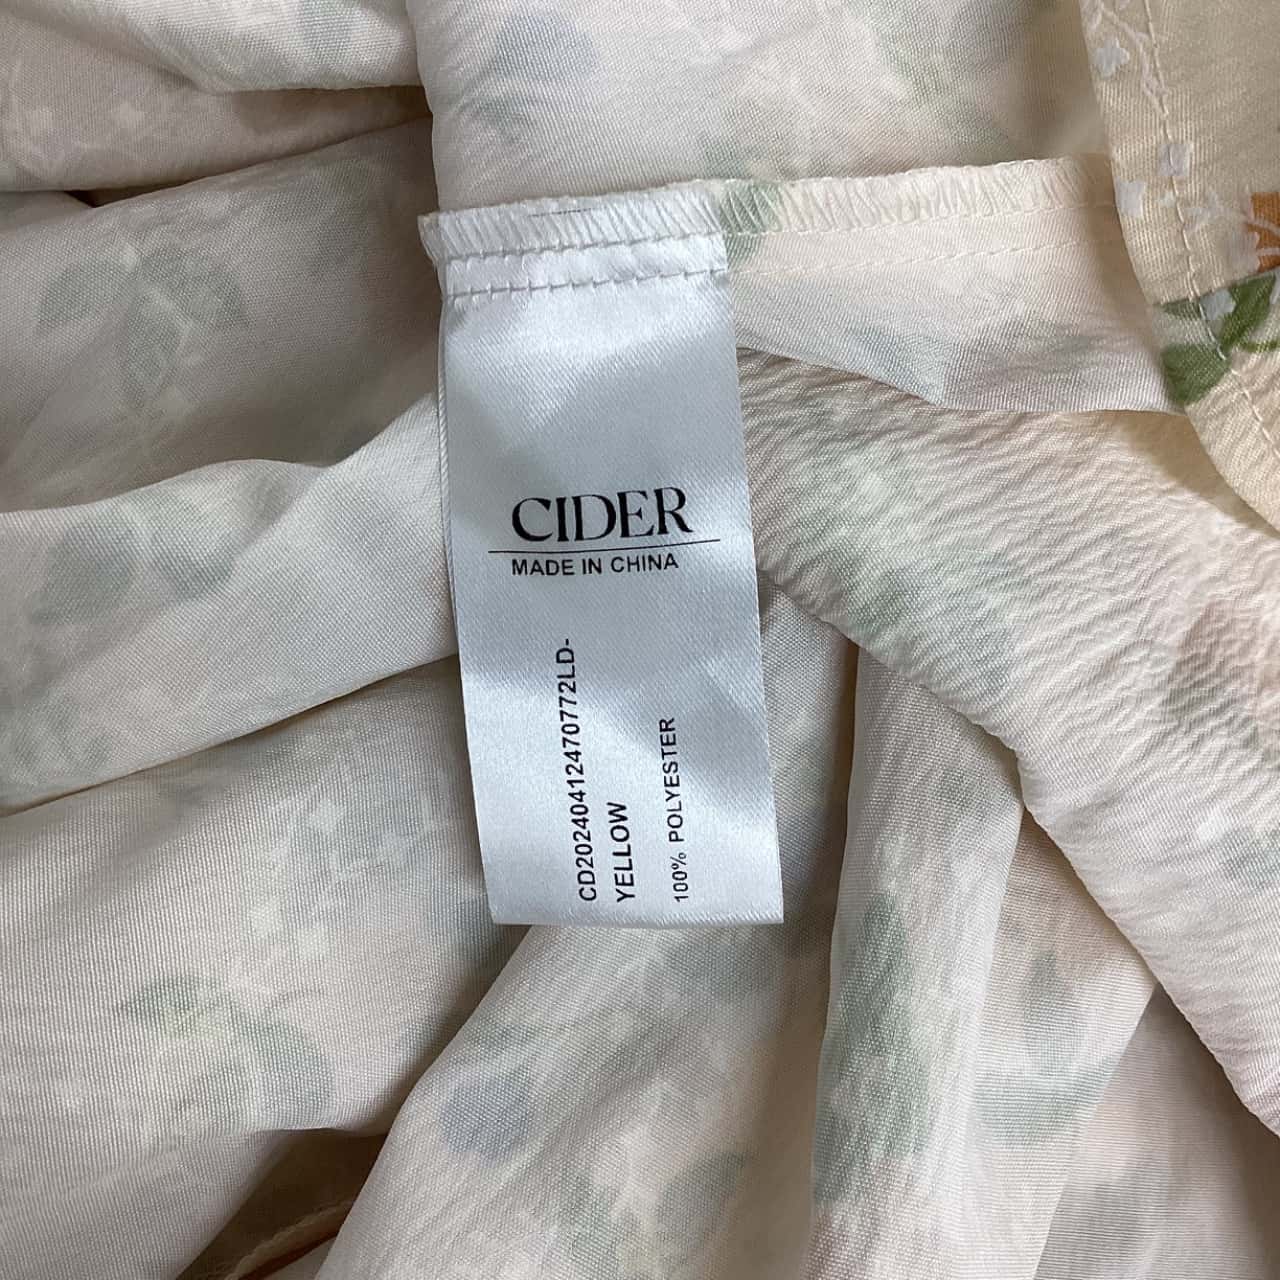 CIDER
MADE IN CHINA
CD20240412470772LD-
YELLOW
100% POLYESTER